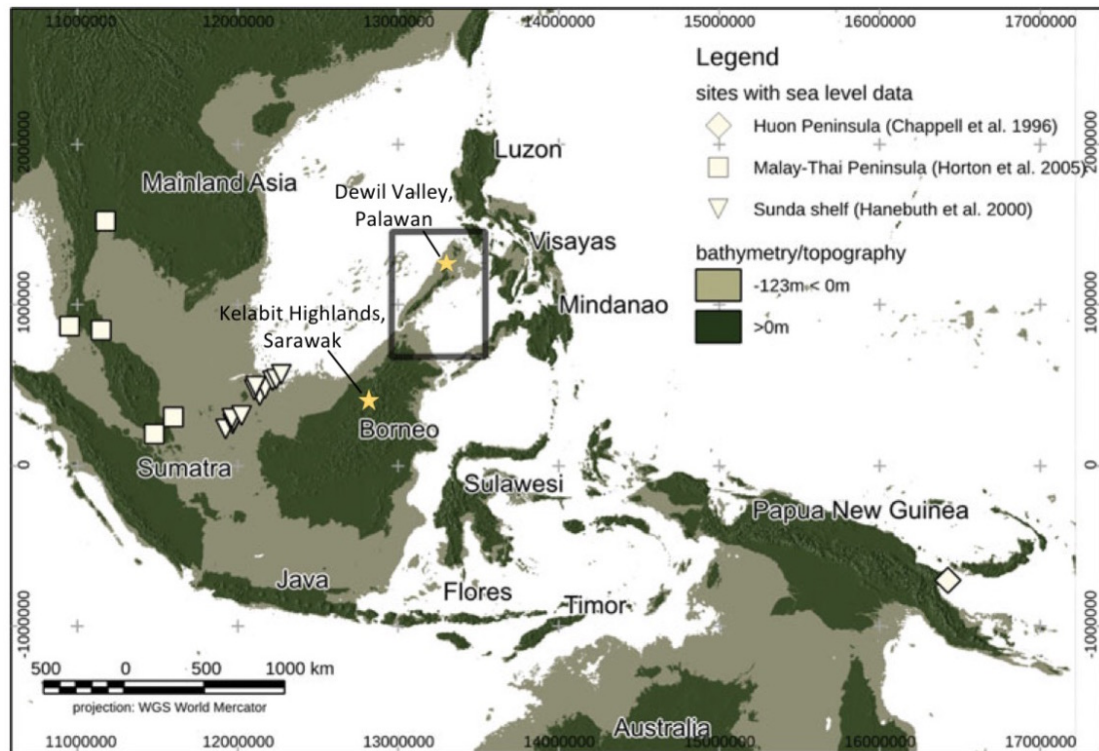 11000000 12000000 13000000 14000000 15000000 16000000 17000000
Legend
sites with sea level data
Huon Peninsula (Chappell et al. 1996)
Malay-Thai Peninsula (Horton et al. 2005)
Sunda shelf (Hanebuth et al. 2000)
bathymetry/topography
-123m < 0m
>0m
2000000
2000000
Luzon
Mainland Asia
Dewil Valley,
Palawan
Visayas
1000000
1000000
Mindanao
Kelabit Highlands,
Sarawak
Borneo
0
0
Sumatra
Sulawesi
Papua New Guinea
Java
Flores
Timor
-1000000
-1000000
500 0 500 1000 km
projection: WGS World Mercator
Australia
11000000 12000000 13000000 14000000 15000000 16000000 17000000